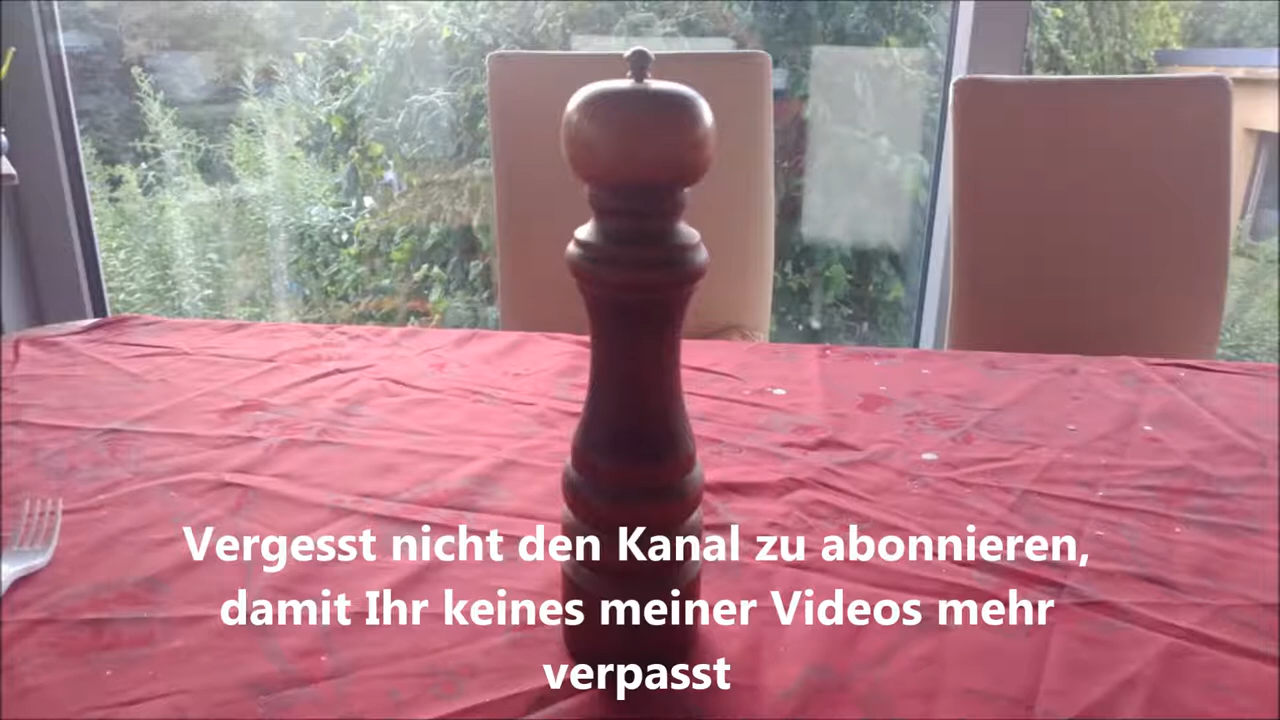 Vergesst nicht den Kanal zu abonnieren,
damit Ihr keines meiner Videos mehr
verpasst